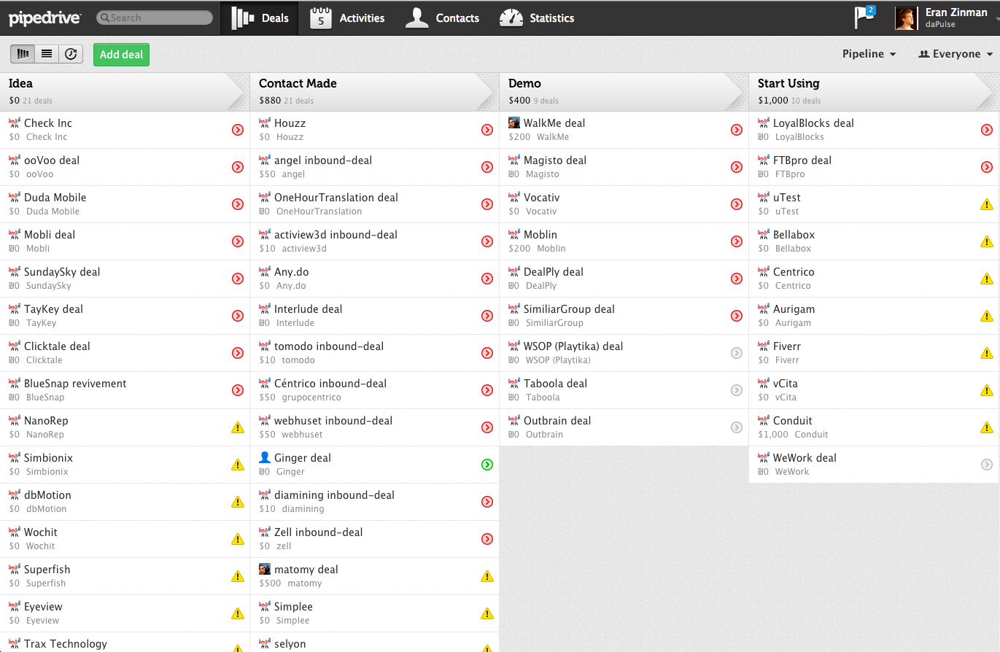 pipedrive
Search
Deals
5
Activities
Contacts
Statistics
2
Eran Zinman
daPulse
Add deal
Pipeline
Everyone
Idea
$0 21 deals
Check Inc
$0 Check Inc
ooVoo deal
$0 ooVoo
Duda Mobile
$0 Duda Mobile
Mobli deal
₪0 Mobli
SundaySky deal
₪0 SundaySky
TayKey deal
₪0 TayKey
Clicktale deal
₪0 Clicktale
BlueSnap revivement
₪0 BlueSnap
NanoRep
$0 NanoRep
Simbionix
$0 Simbionix
dbMotion
$0 dbMotion
Wochit
$0 Wochit
Superfish
$0 Superfish
Eyeview
$0 Eyeview
Trax Technology
Contact Made
$880 21 deals
Houzz
$0 Houzz
angel inbound-deal
$50 angel
OneHourTranslation deal
₪0 OneHourTranslation
actiview3d inbound-deal
$10 actiview3d
Any.do
$0 Any.do
Interlude deal
₪0 Interlude
tomodo inbound-deal
$10 tomodo
Céntrico inbound-deal
$50 grupocentrico
webhuset inbound-deal
$50 webhuset
Ginger deal
₪0 Ginger
diamining inbound-deal
$10 diamining
Zell inbound-deal
$0 zell
matomy deal
$500 matomy
Simplee
$0 Simplee
selyon
Demo
$400 9 deals
WalkMe deal
$200 WalkMe
Magisto deal
₪0 Magisto
Vocativ
$0 Vocativ
Moblin
$200 Moblin
DealPly deal
₪0 DealPly
SimiliarGroup deal
₪0 SimiliarGroup
WSOP (Playtika) deal
₪0 WSOP (Playtika)
Taboola deal
₪0 Taboola
Outbrain deal
₪0 Outbrain
Start Using
$1,000 10 deals
LoyalBlocks deal
₪0 LoyalBlocks
FTBpro deal
₪0 FTBpro
uTest
$0 uTest
Bellabox
$0 Bellabox
Centrico
$0 Centrico
Aurigam
$0 Aurigam
Fiverr
$0 Fiverr
vCita
$0 vCita
Conduit
$1,000 Conduit
WeWork deal
₪0 WeWork